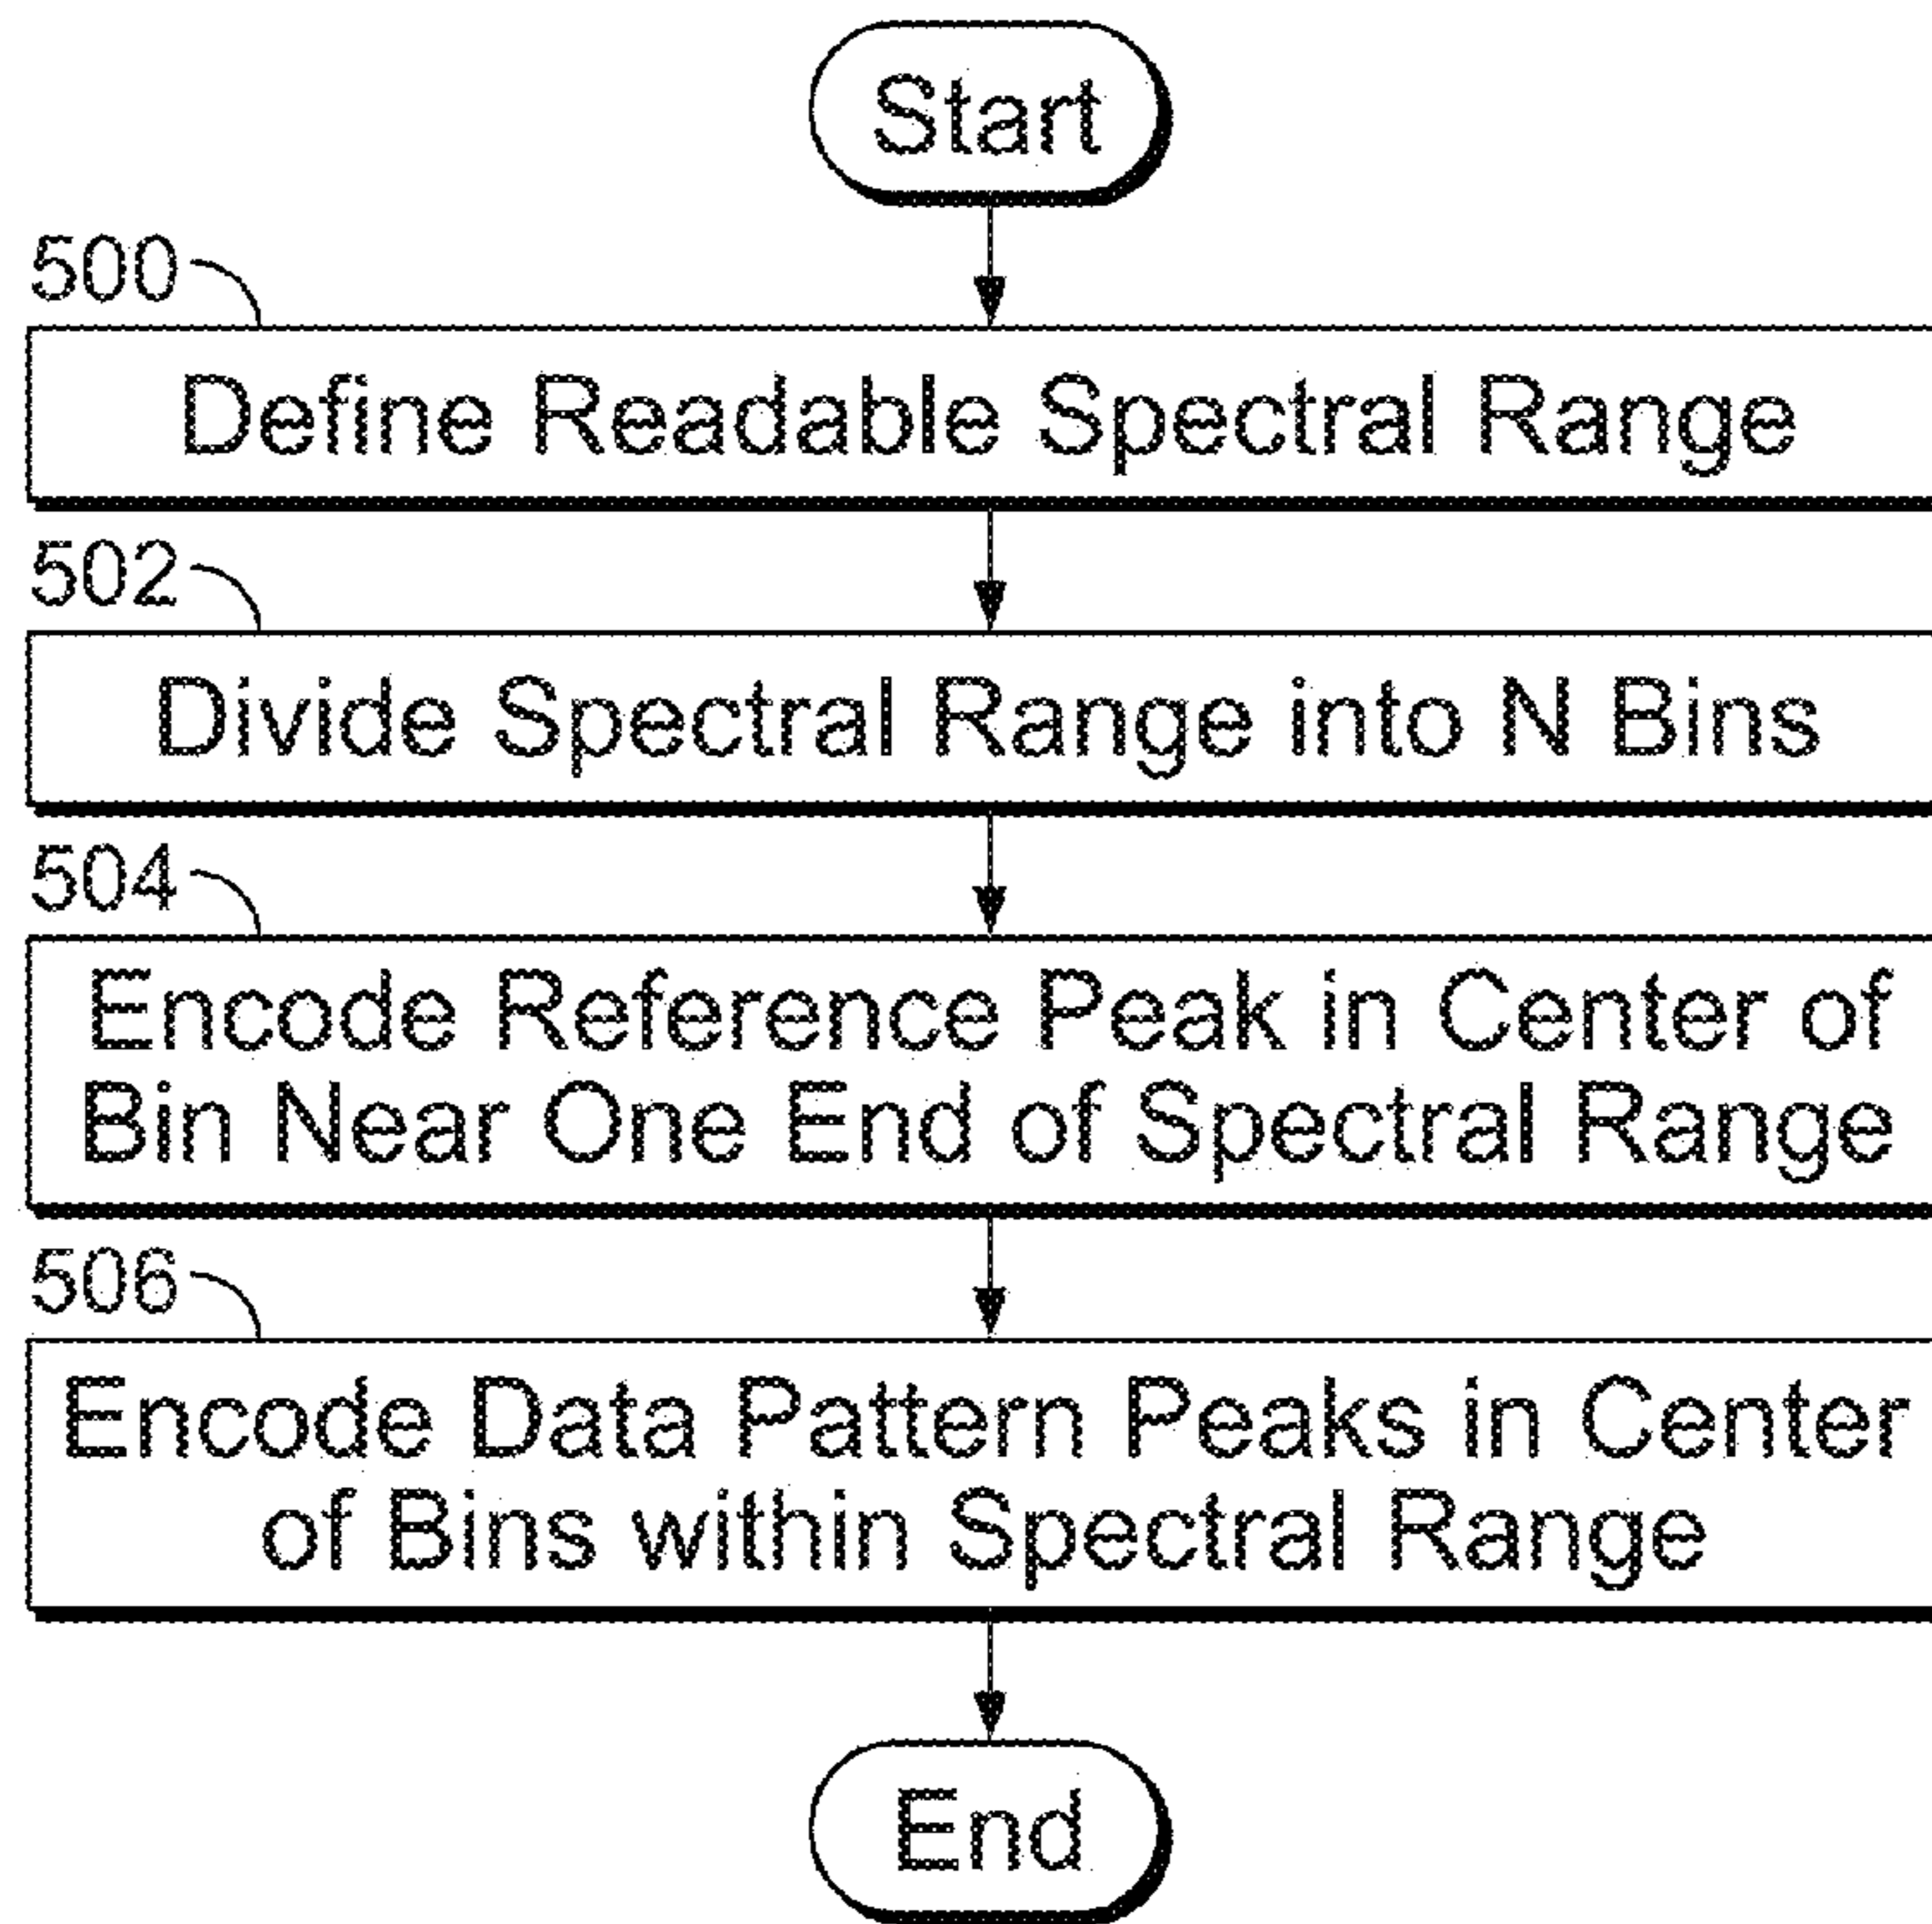 Start
500
Define Readable Spectral Range
502
Divide Spectral Range into N Bins
504
Encode Reference Peak in Center of
Bin Near One End of Spectral Range
506
Encode Data Pattern Peaks in Center
of Bins within Spectral Range
End